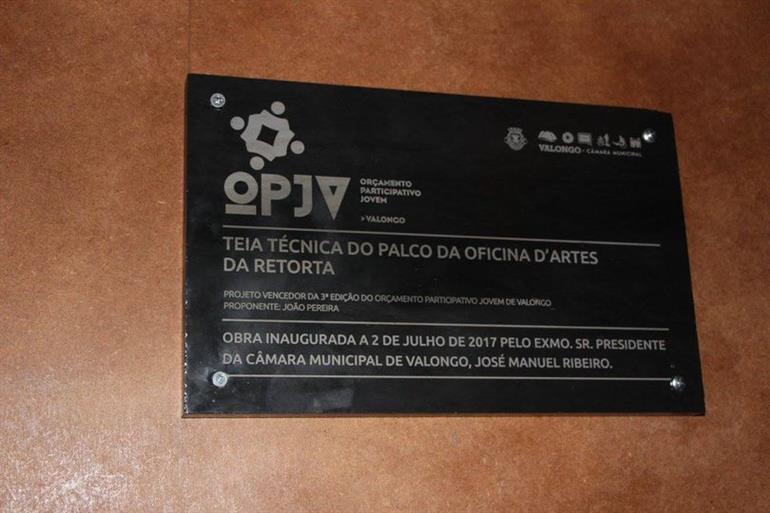 VALONGO • CÂMARA MUNICIPAL
OPJV
ORÇAMENTO
PARTICIPATIVO
JOVEM
> VALONGO
TEIA TÉCNICA DO PALCO DA OFICINA D'ARTES
DA RETORTA
PROJETO VENCEDOR DA 3ª EDIÇÃO DO ORÇAMENTO PARTICIPATIVO JOVEM DE VALONGO
PROPONENTE: JOÃO PEREIRA
OBRA INAUGURADA A 2 DE JULHO DE 2017 PELO EXMO. SR. PRESIDENTE
DA CÂMARA MUNICIPAL DE VALONGO, JOSÉ MANUEL RIBEIRO.